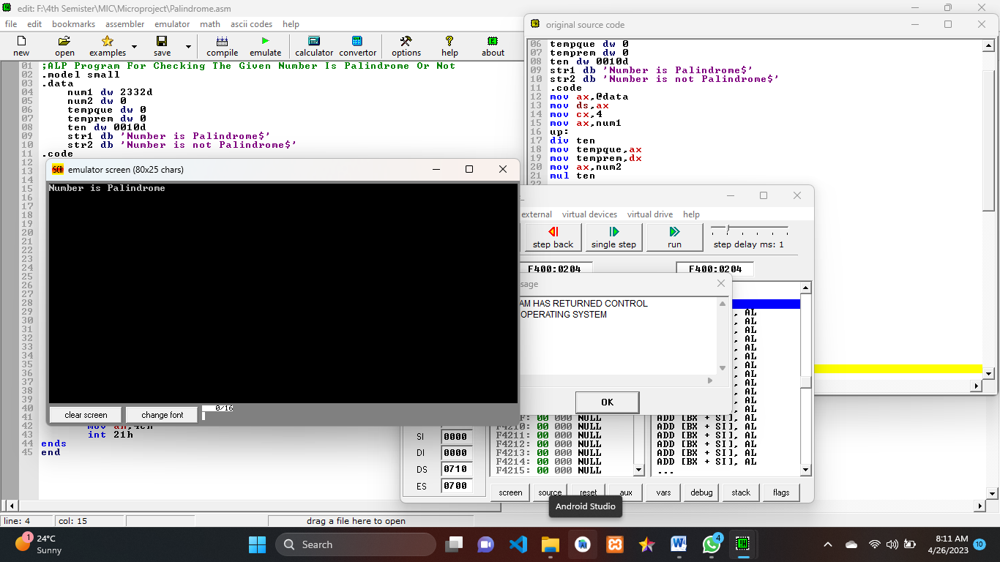 edit: F:\4th Semister\MIC\Microproject\Palindrome.asm
file edit bookmarks assembler emulator math ascii codes help
new open examples save compile emulate calculator convertor options help about
01 ;ALP Program For Checking The Given Number Is Palindrome Or Not
02 .model small
03 .data
04 num1 dw 2332d
05 num2 dw 0
06 tempque dw 0
07 temprem dw 0
08 ten dw 0010d
09 str1 db 'Number is Palindrome$'
10 str2 db 'Number is not Palindrome$'
11 .code
12
13
14
15
16
17
18
19
20
21
22
23
24
25
26
27
28
29
30
31
32
33
34
35
36
37
38
39
40
41
42 mov ah,4ch
43 int 21h
44 ends
45 end
line: 4 col: 15 drag a file here to open
original source code
06 tempque dw 0
07 temprem dw 0
08 ten dw 0010d
09 str1 db 'Number is Palindrome$'
10 str2 db 'Number is not Palindrome$'
11 .code
12 mov ax,@data
13 mov ds,ax
14 mov cx,4
15 mov ax,num1
16 up:
17 div ten
18 mov tempque,ax
19 mov temprem,dx
20 mov ax,num2
21 mul ten
emulator screen (80x25 chars)
Number is Palindrome
clear screen change font 0/16
external virtual devices virtual drive help
step back single step run step delay ms: 1
F400:0204 F400:0204
sage
AM HAS RETURNED CONTROL
OPERATING SYSTEM
OK
, AL
, AL
, AL
, AL
, AL
, AL
, AL
, AL
, AL
, AL
, AL
, AL
F: 00 000 NULL ADD [BX + SI], AL
F4210: 00 000 NULL ADD [BX + SI], AL
F4211: 00 000 NULL ADD [BX + SI], AL
F4212: 00 000 NULL ADD [BX + SI], AL
F4213: 00 000 NULL ADD [BX + SI], AL
F4214: 00 000 NULL ADD [BX + SI], AL
F4215: 00 000 NULL ...
SI 0000
DI 0000
DS 0710
ES 0700
screen source reset aux vars debug stack flags
Android Studio
1 24°C
Sunny
Search
4
8:11 AM
4/26/2023
10